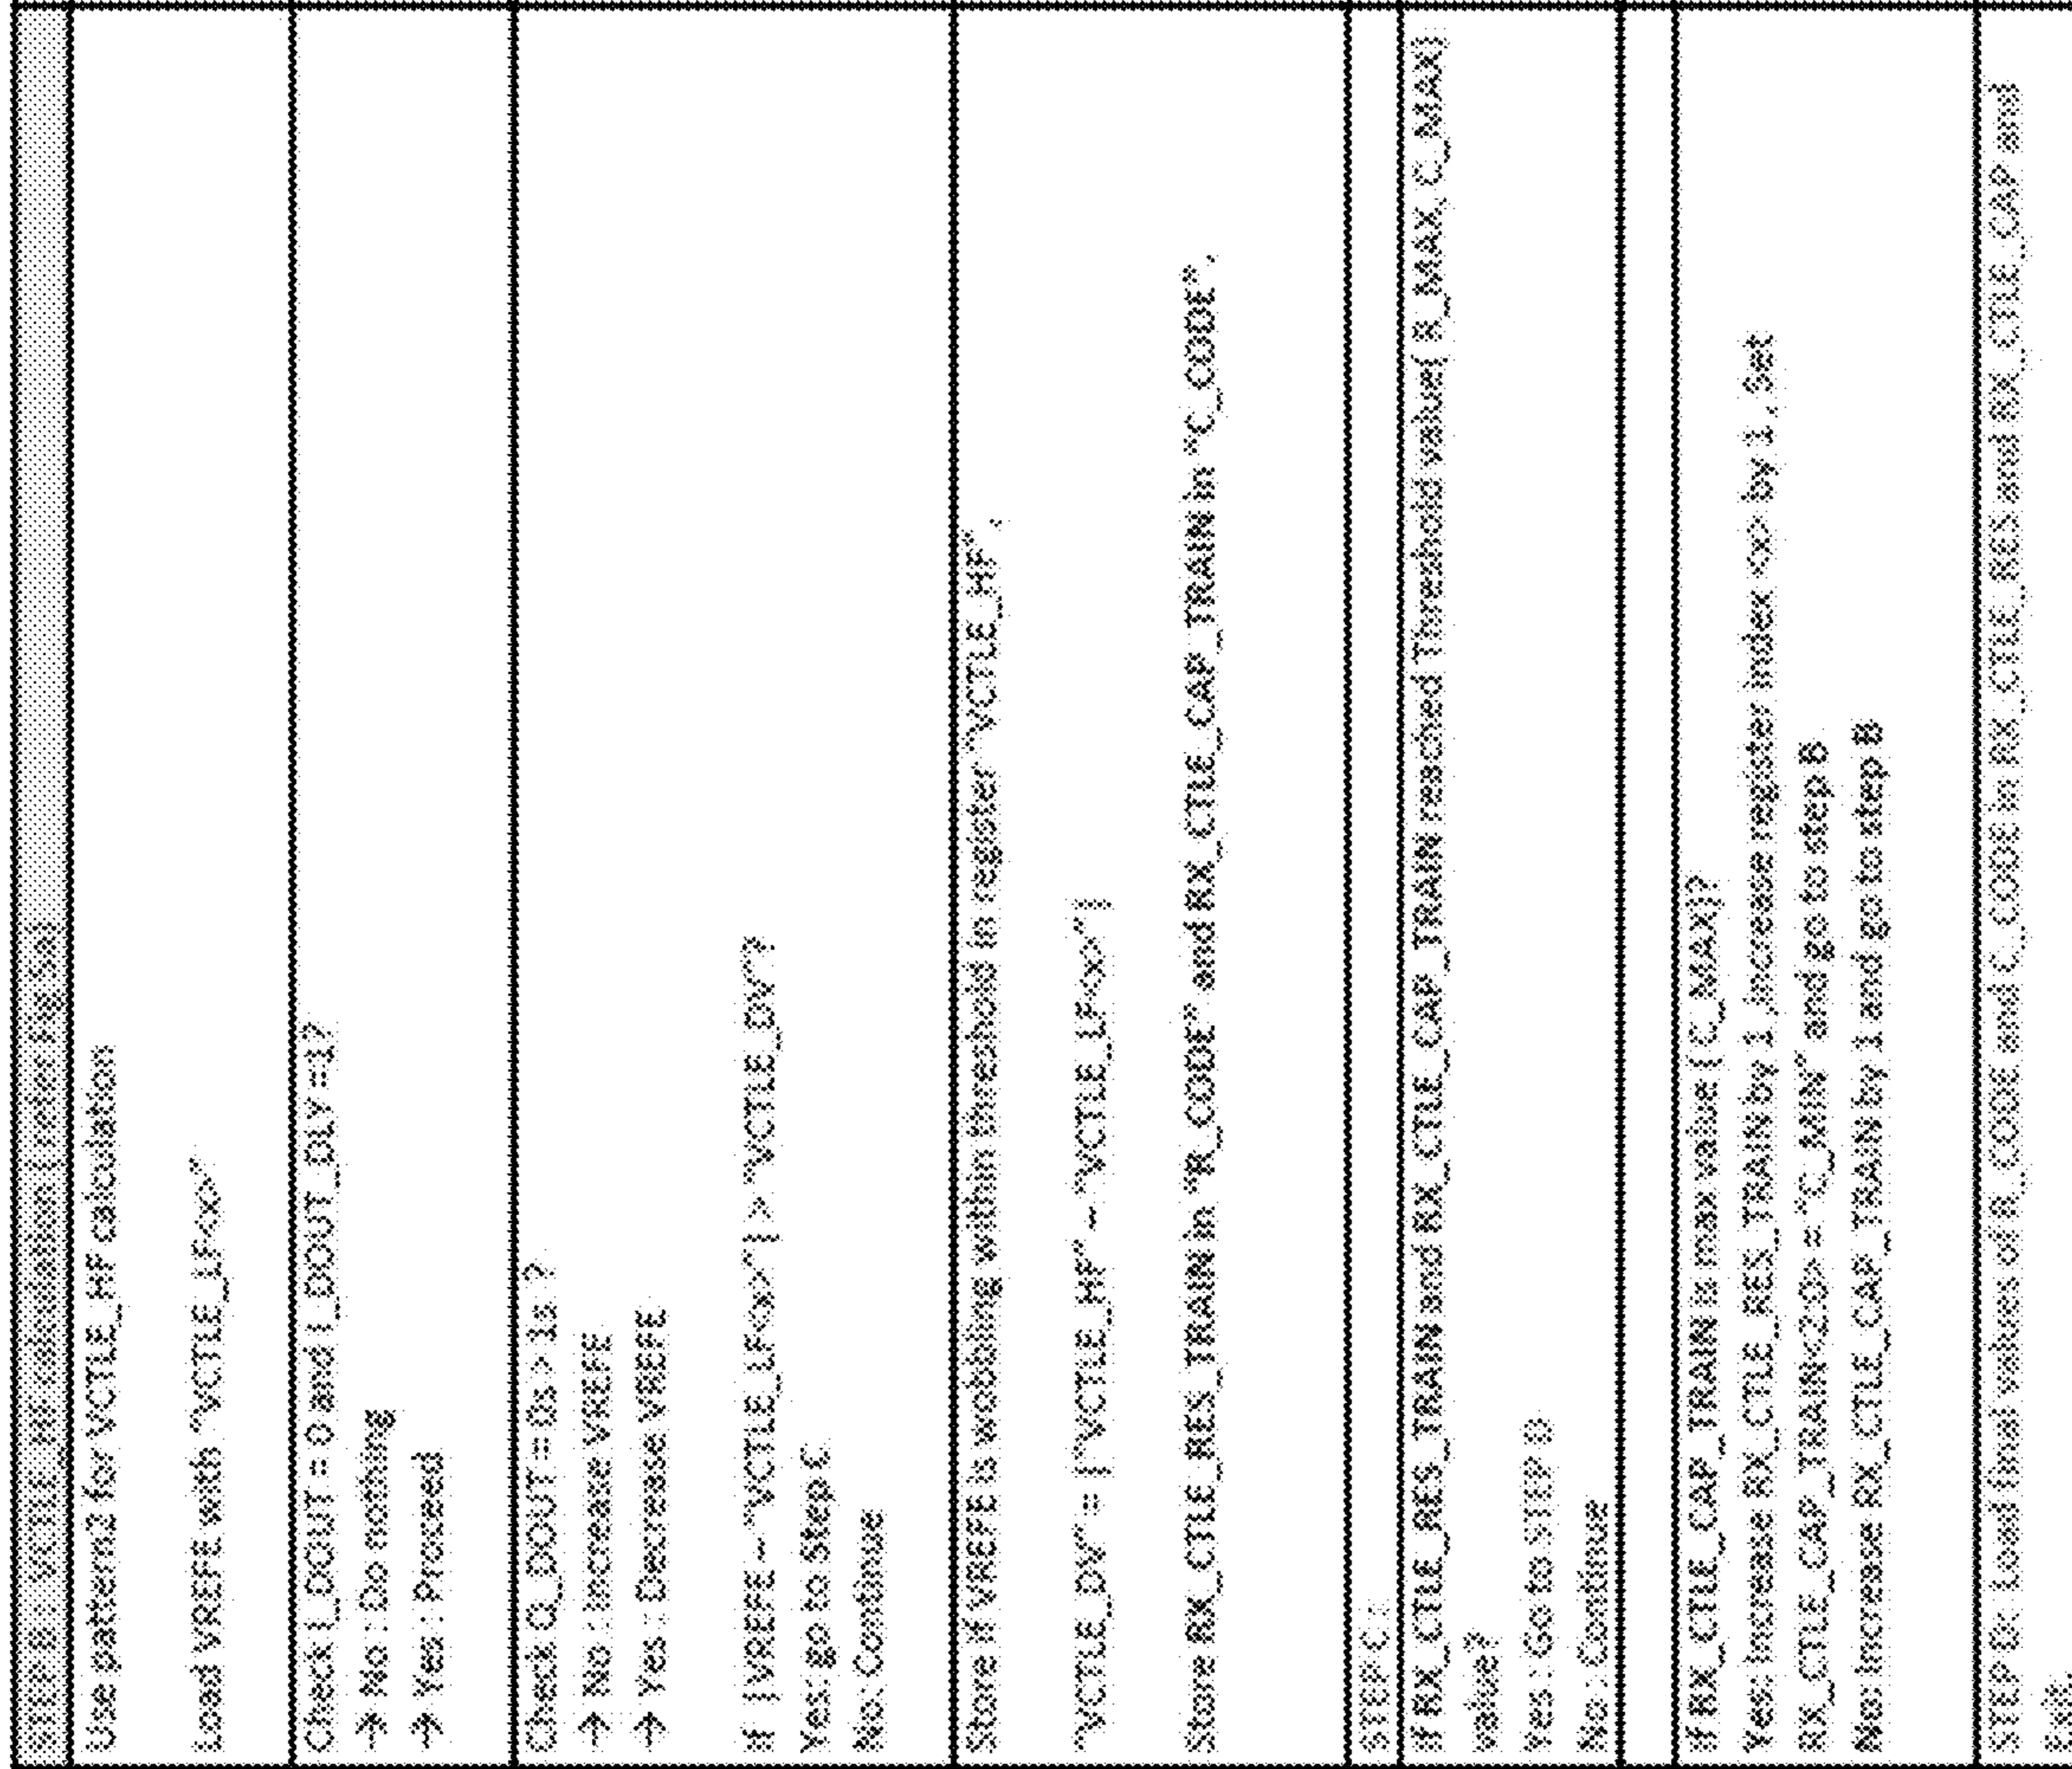 STEP B: VCTLE_HF calculation ( refer Fig 5a)
Use pattern2 for VCTLE_HF calculation
Load VREFE with "VCTLE_LF<x>"
Check I_DOUT = 0 and I_DOUT_DLY =1?
→ No : Do nothing
→ Yes : Proceed
Check Q_DOUT = 0s > 1s ?
→ No : Increase VREFE
→ Yes : Decrease VREFE
If |VREFE – "VCTLE_LF<x>"| > "VCTLE_DV"?
Yes: go to Step C
No: Continue
Store if VREFE is wobbling within threshold in register "VCTLE_HF".
"VCTLE_DV" = |"VCTLE_HF" – "VCTLE_LF<x>"|
Store RX_CTLE_RES_TRAIN in "R_CODE" and RX_CTLE_CAP_TRAIN in "C_CODE".
STEP C :
If RX_CTLE_RES_TRAIN and RX_CTLE_CAP_TRAIN reached Threshold value( R_MAX, C_MAX)
value?
Yes : Go to STEP D
No : Continue
If RX_CTLE_CAP_TRAIN is max value (C_MAX)?
Yes: Increase RX_CTLE_RES_TRAIN by 1 ,Increase register index <x> by 1 , Set
RX_CTLE_CAP_TRAIN<2:0> = "C_MIN" and go to step B
No: Increase RX_CTLE_CAP_TRAIN by 1 and go to step B
STEP D: Load final values of R_CODE and C_CODE in RX_CTLE_RES and RX_CTLE_CAP and